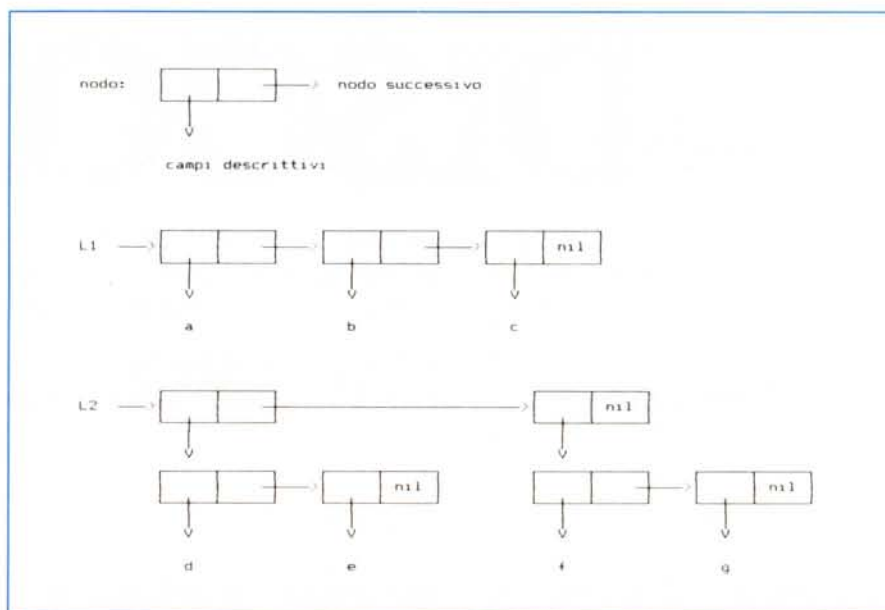 nodo: nodo successivo
campi descrittivi
L1 nil
a b c
L2 nil
nil nil
d e f g